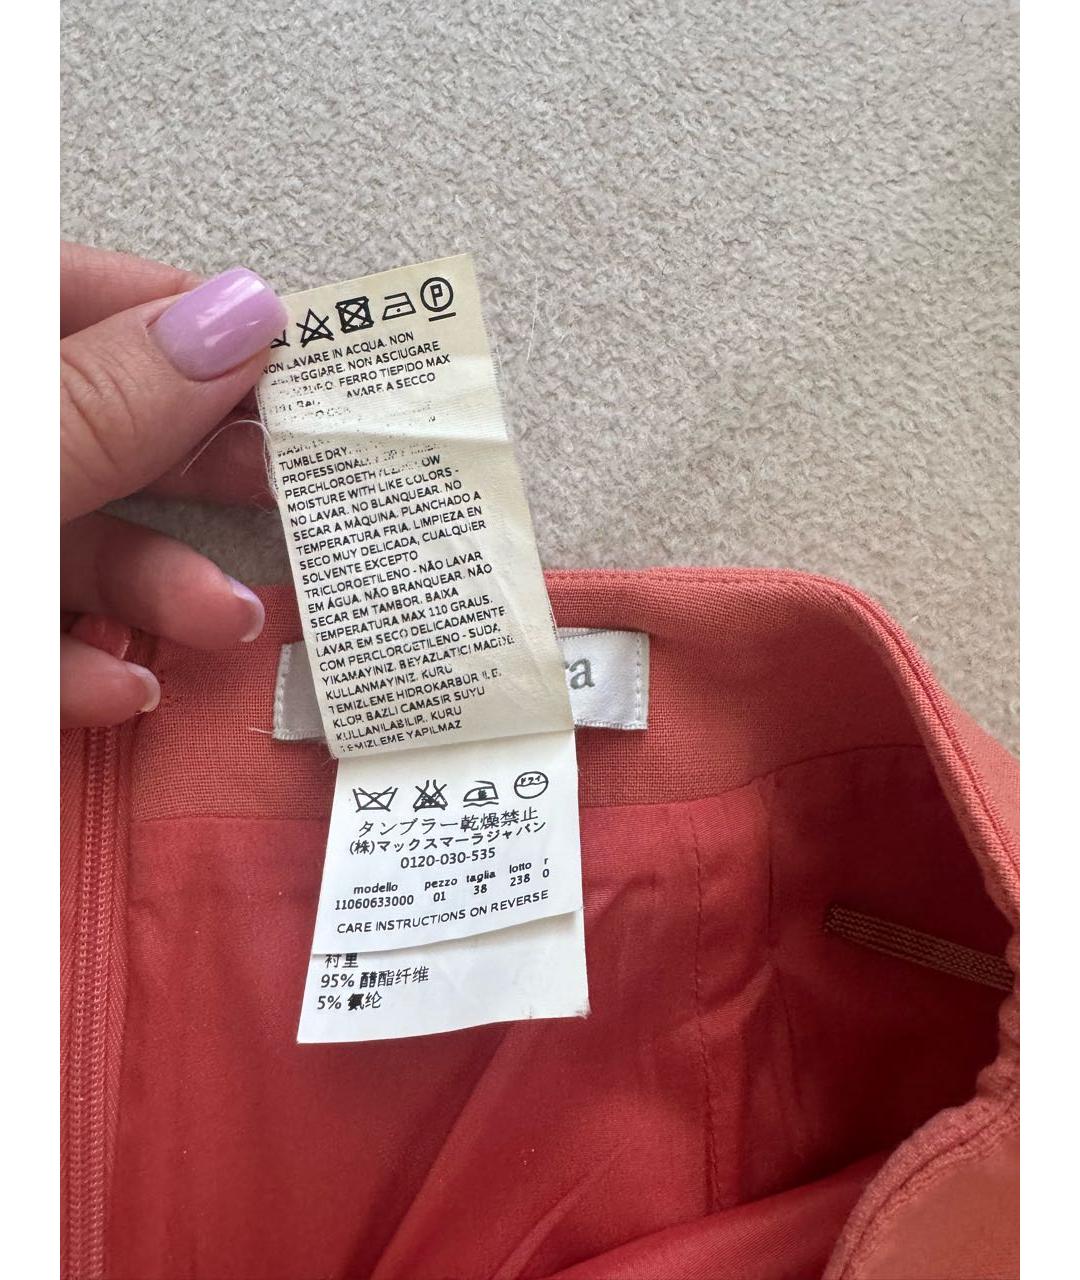 P
NON LAVARE IN ACQUA. NON
NON ASCIUGARE
FERRO TIEPIDO MAX
A SECCO
TUMBLE DRY.
PROFESSIONAL
LOW
MOISTURE WITH LIKE COLORS -
NO LAVAR. NO BLANQUEAR. NO
SECAR A MÀQUINA. PLANCHADO A
TEMPERATURA FRIA. LIMPIEZA EN
SECO MUY DELICADA, CUALQUIER
SOLVENTE EXCEPTO
TRICLOROETILENO - NÃO LAVAR
EM ÁGUA. NÃO BRANQUEAR. NÃO
SECAR EM TAMBOR. BAIXA
TEMPERATURA MAX 110 GRAUS.
LAVAR EM SECO DELICADAMENTE
COM PERCLOROETILENO - SUDA
YIKAMAYINIZ. BEYAZLATICI MADDE
KULLANMAYINIZ. KURU
TEMIZLEME HIDROKARBÜR ILE.
KLOR BAZLI CAMASIR SUYU
KULLANILABILIR. KURU
TEMIZLEME YAPILMAZ
ra
ドライ
タンブラー乾燥禁止
(株)マックスマーラジャパン
0120-030-535
modello pezzo taglia lotto r
11060633000 01 38 238 0
CARE INSTRUCTIONS ON REVERSE
衬里
95% 醋酯纤维
5% 氨纶